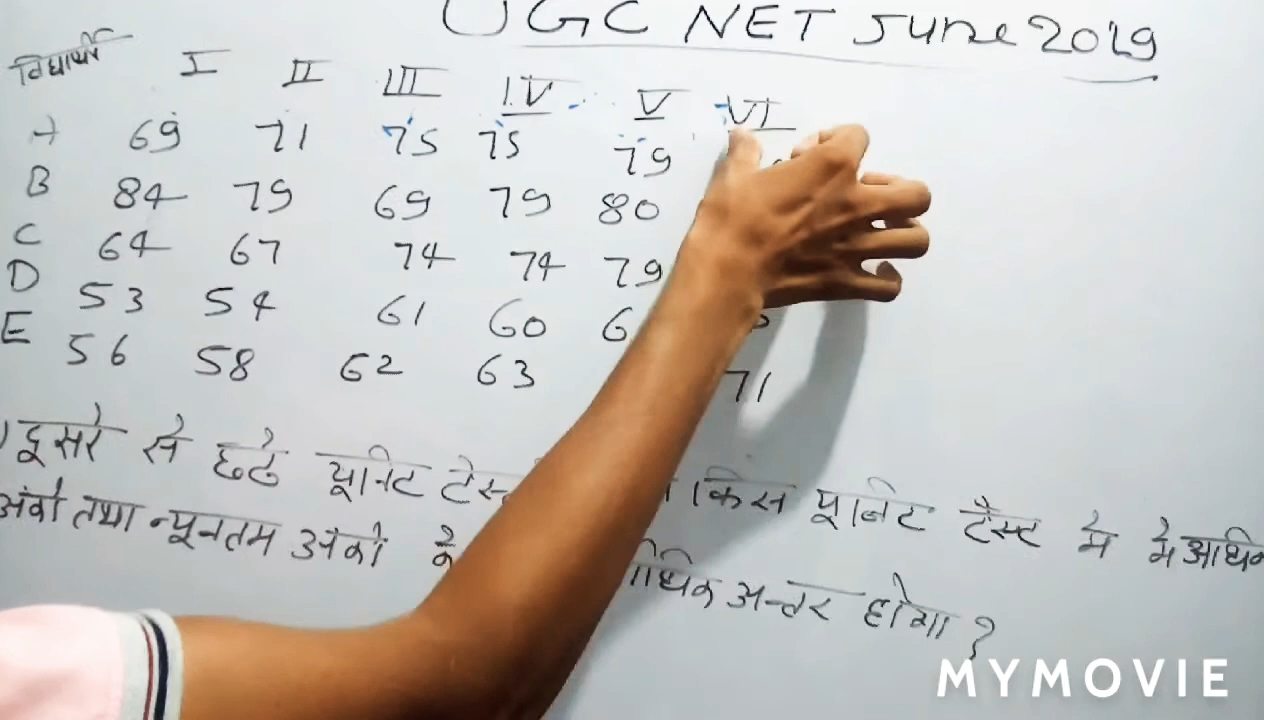 UGC NET June 2019
विद्यार्थी I II III IV V VI
A 69 71 75 75 79
B 84 79 69 79 80
C 64 67 74 74 79
D 53 54 61 60
E 56 58 62 63 71
दूसरे से छठे यूनिट किस यूनिट टैस्ट मे मे
तथा न्यूनतम अंको अन्तर होगा ?
MYMOVIE